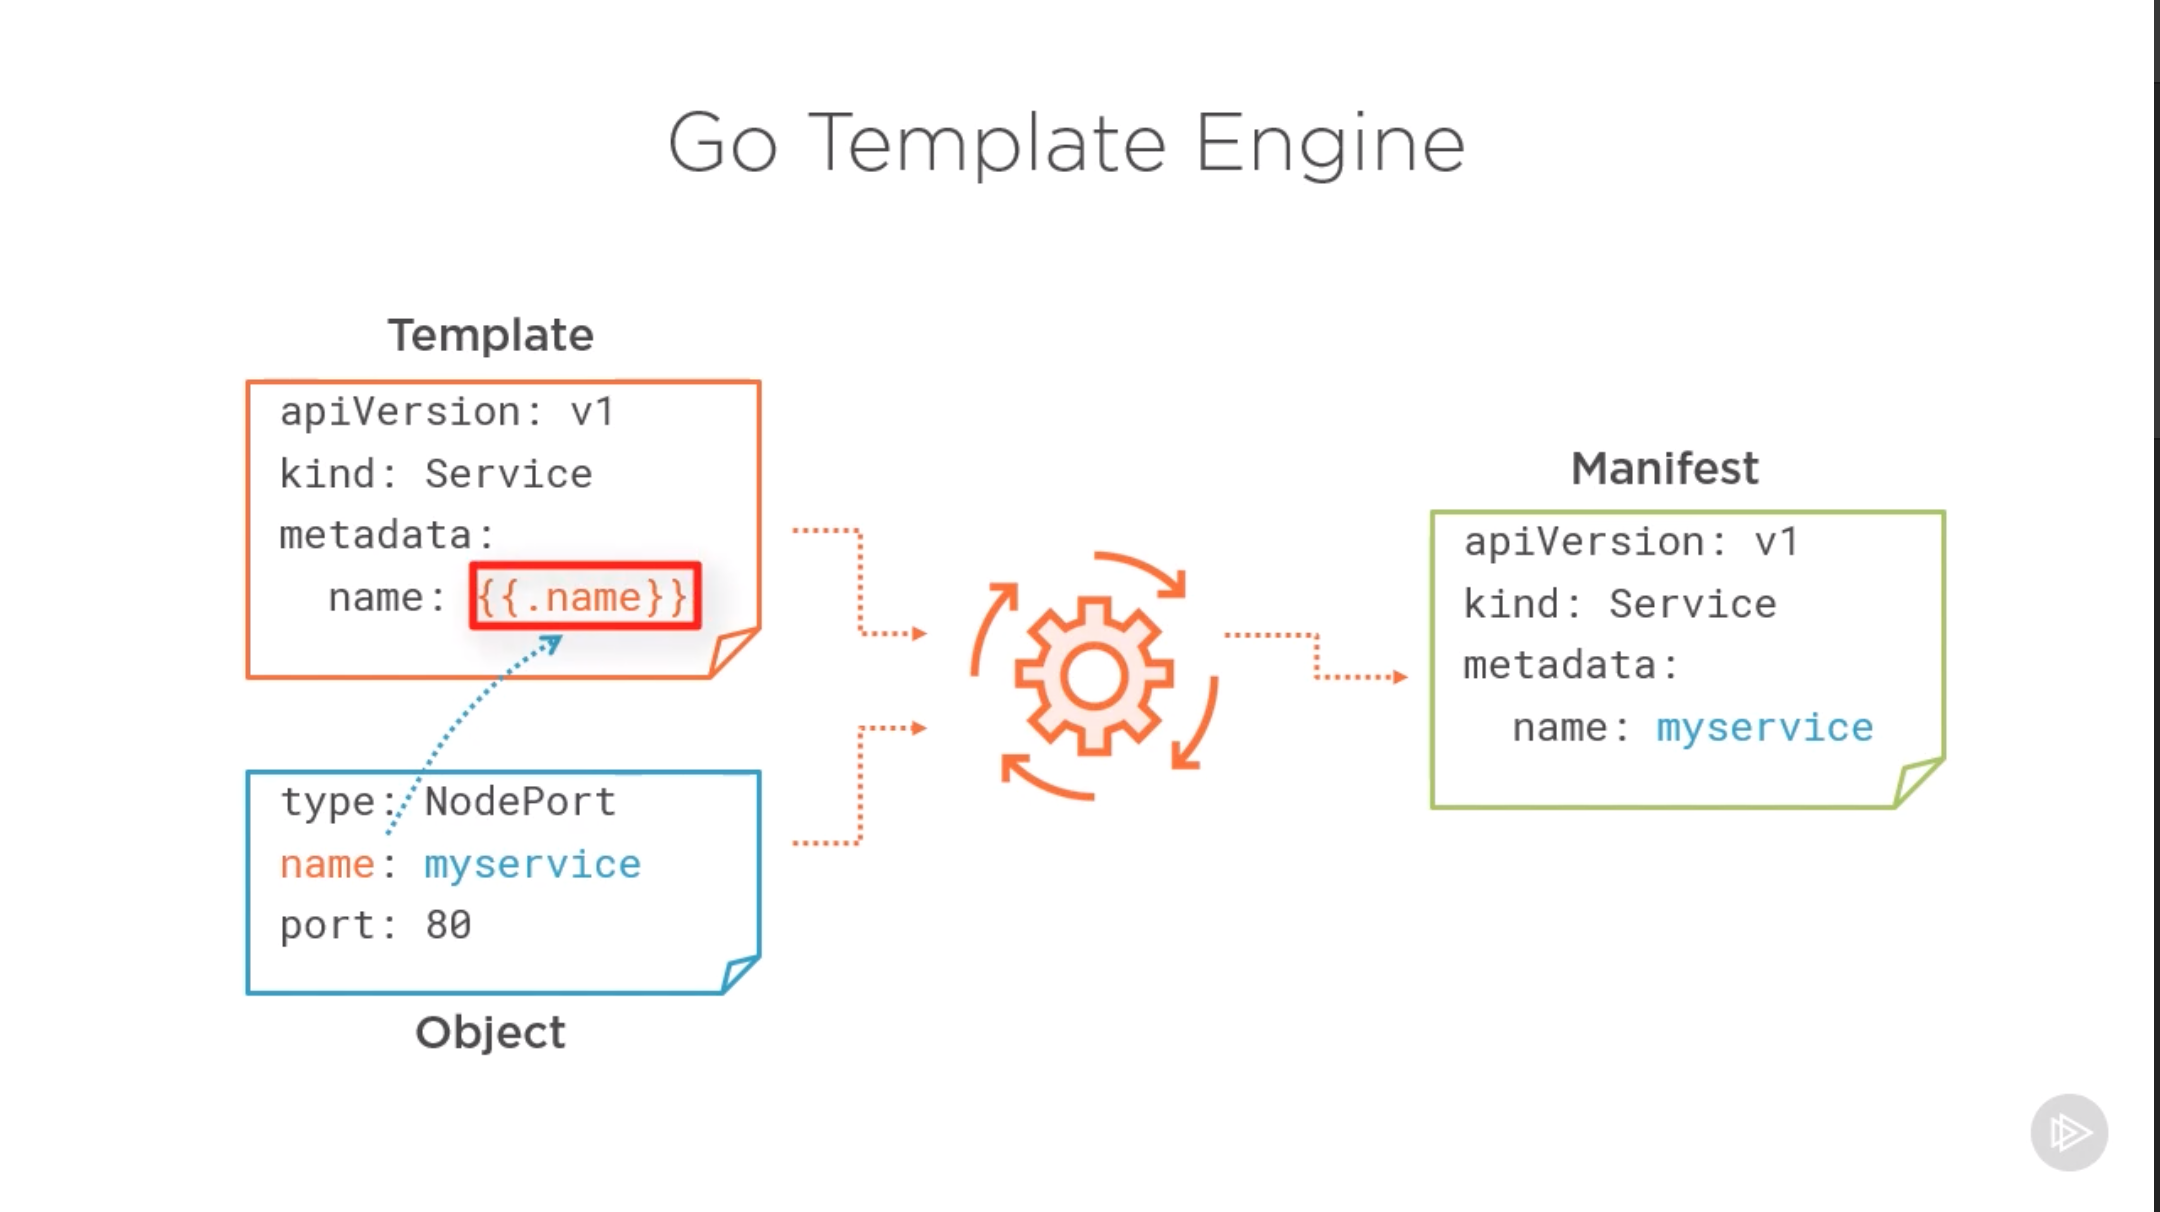 Go Template Engine
Template
apiVersion: v1
kind: Service
metadata:
  name: {{.name}}
type: NodePort
name: myservice
port: 80
Object
Manifest
apiVersion: v1
kind: Service
metadata:
  name: myservice